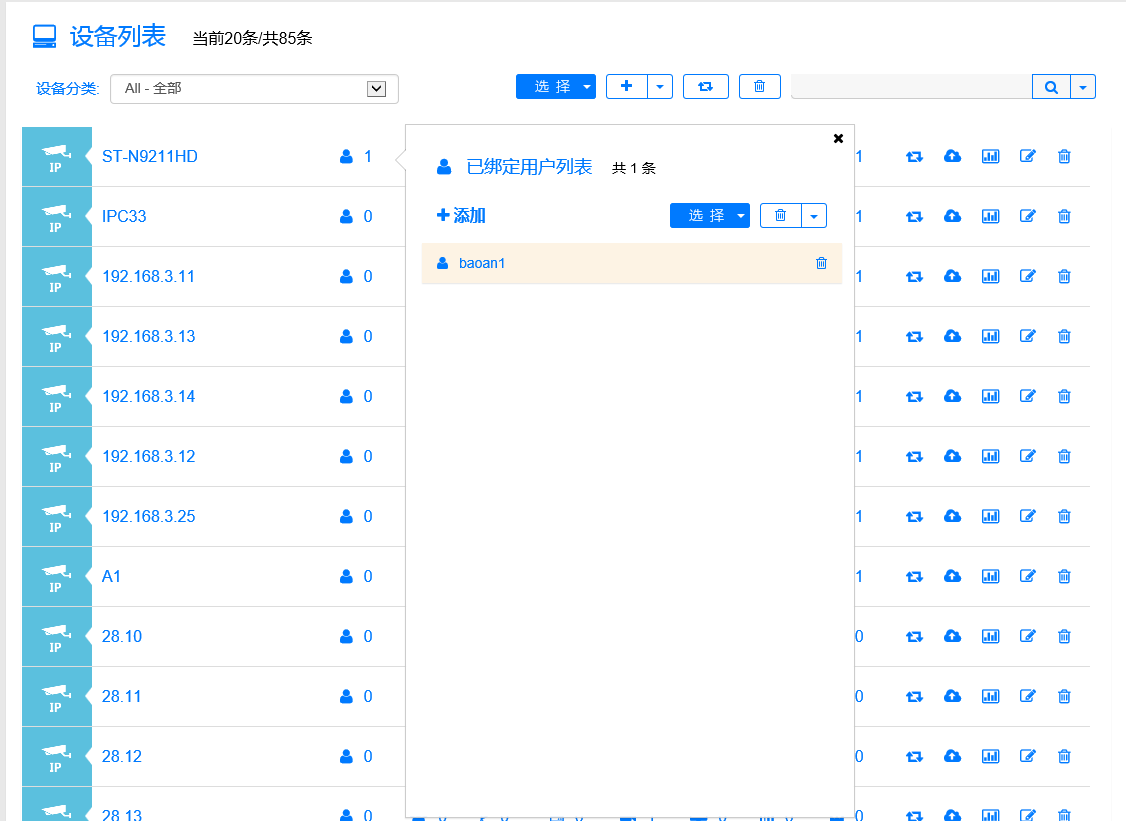 设备列表 当前20条/共85条
设备分类: All - 全部 选 择
IP ST-N9211HD 1 1
已绑定用户列表 共 1 条
添加 选 择
baoan1
IP IPC33 0 1
IP 192.168.3.11 0 1
IP 192.168.3.13 0 1
IP 192.168.3.14 0 1
IP 192.168.3.12 0 1
IP 192.168.3.25 0 1
IP A1 0 1
IP 28.10 0 0
IP 28.11 0 0
IP 28.12 0 0
28.13 0 0